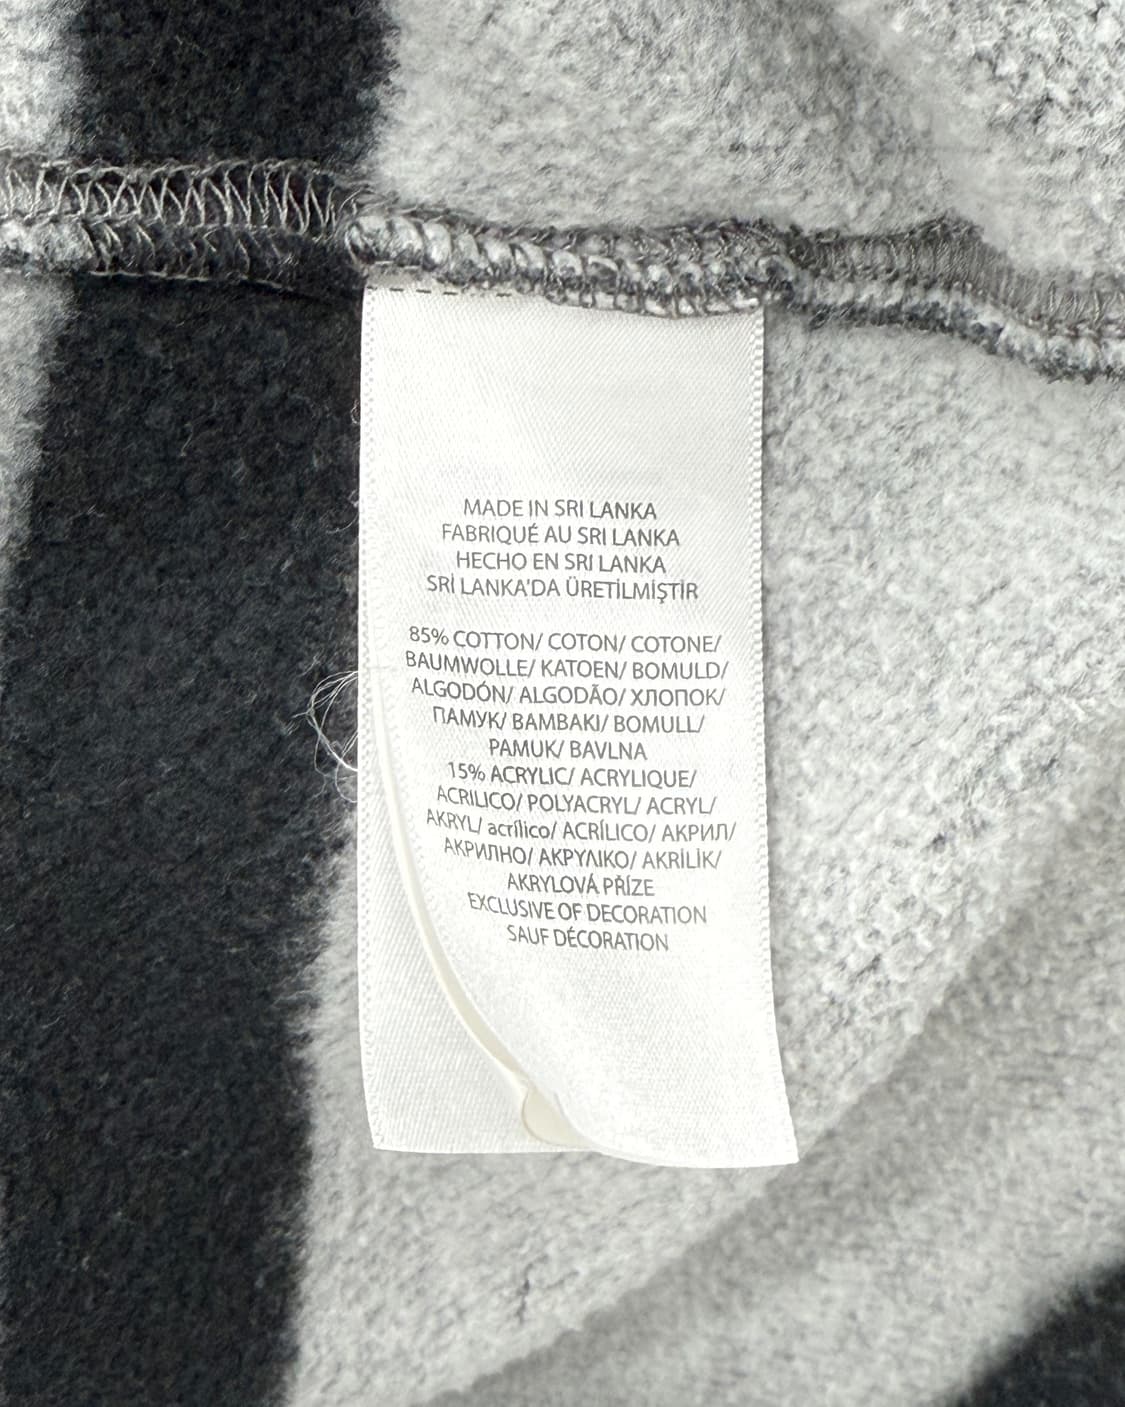 MADE IN SRI LANKA
FABRIQUÉ AU SRI LANKA
HECHO EN SRI LANKA
SRİ LANKA'DA ÜRETİLMİŞTİR
85% COTTON/ COTON/ COTONE/
BAUMWOLLE/ KATOEN/ BOMULD/
ALGODÓN/ ALGODÃO/ ХЛОПОК/
ПАМУК/ BAMBAKI/ BOMULL/
PAMUK/ BAVLNA
15% ACRYLIC/ ACRYLIQUE/
ACRILICO/ POLYACRYL/ ACRYL/
AKRYL/ acrílico/ ACRÍLICO/ АКРИЛ/
АКРИЛНО/ ΑΚΡΥΛΙΚΟ/ AKRİLİK/
AKRYLOVÁ PŘÍZE
EXCLUSIVE OF DECORATION
SAUF DÉCORATION